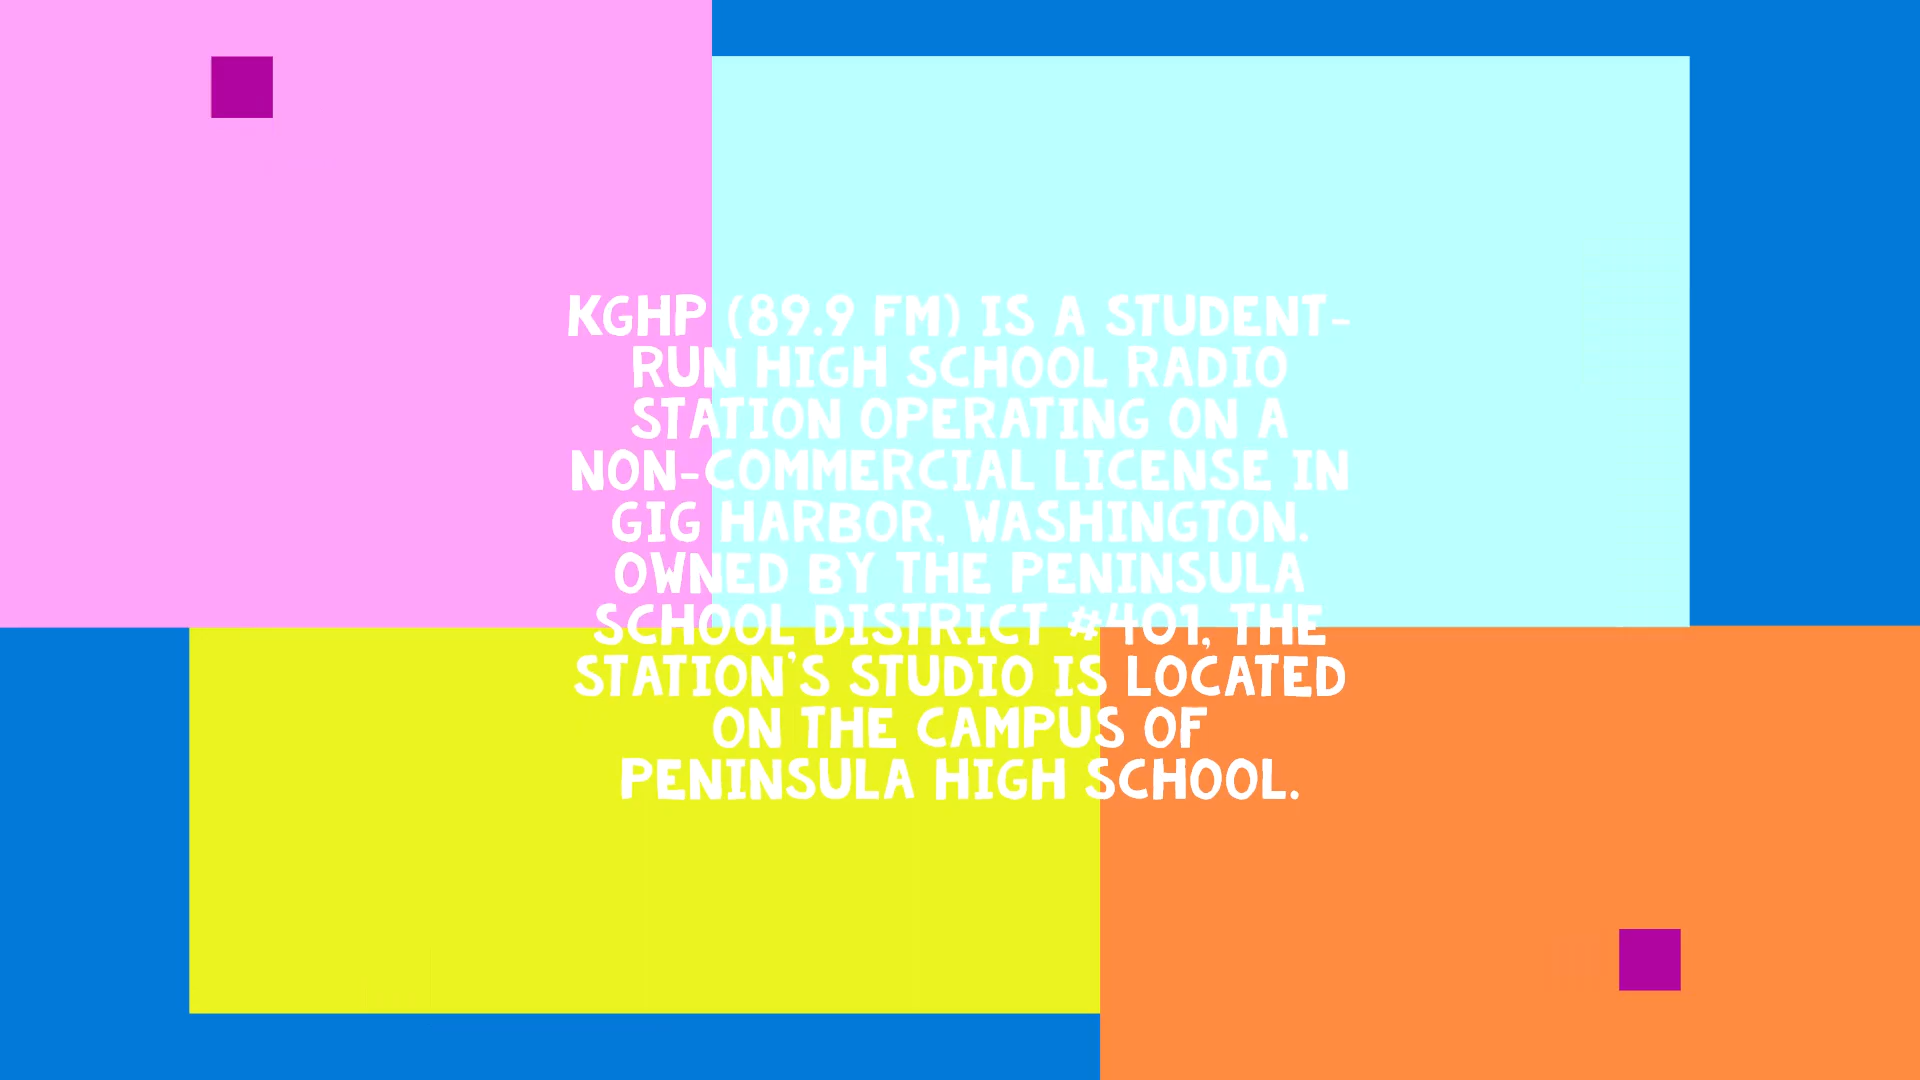 KGHP (89.9 FM) IS A STUDENT-
RUN HIGH SCHOOL RADIO
STATION OPERATING ON A
NON-COMMERCIAL LICENSE IN
GIG HARBOR, WASHINGTON.
OWNED BY THE PENINSULA
SCHOOL DISTRICT #401, THE
STATION'S STUDIO IS LOCATED
ON THE CAMPUS OF
PENINSULA HIGH SCHOOL.